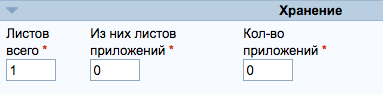 Хранение
Листов всего *
Из них листов приложений *
Кол-во приложений *
1
0
0